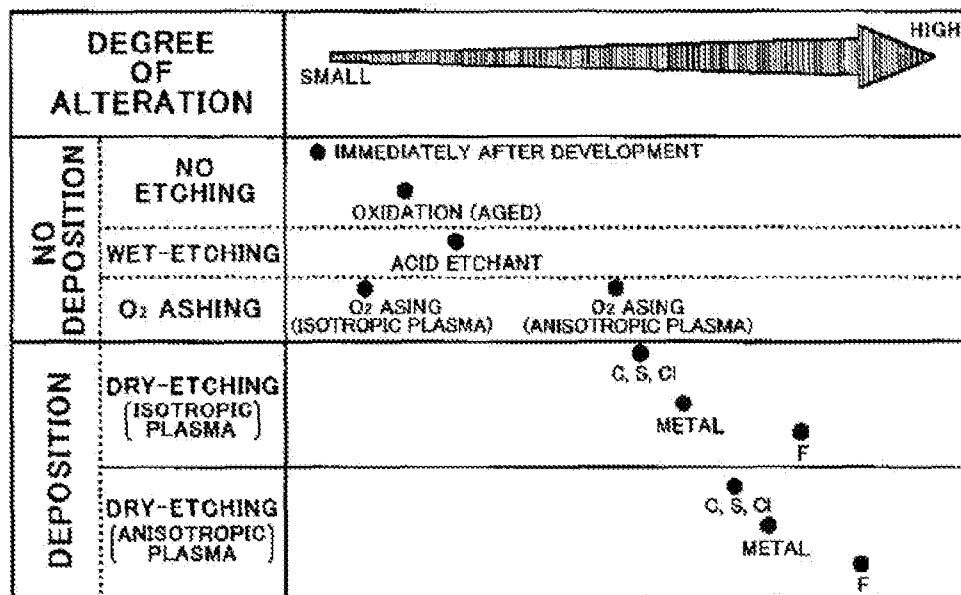 DEGREE
OF
ALTERATION
SMALL
HIGH
NO
DEPOSITION
NO
ETCHING
IMMEDIATELY AFTER DEVELOPMENT
OXIDATION (AGED)
WET-ETCHING
ACID ETCHANT
O₂ ASHING
O₂ ASING
(ISOTROPIC PLASMA)
O₂ ASING
(ANISOTROPIC PLASMA)
DEPOSITION
DRY-ETCHING
(ISOTROPIC
PLASMA)
C, S, Cl
METAL
F
DRY-ETCHING
(ANISOTROPIC
PLASMA)
C, S, Cl
METAL
F